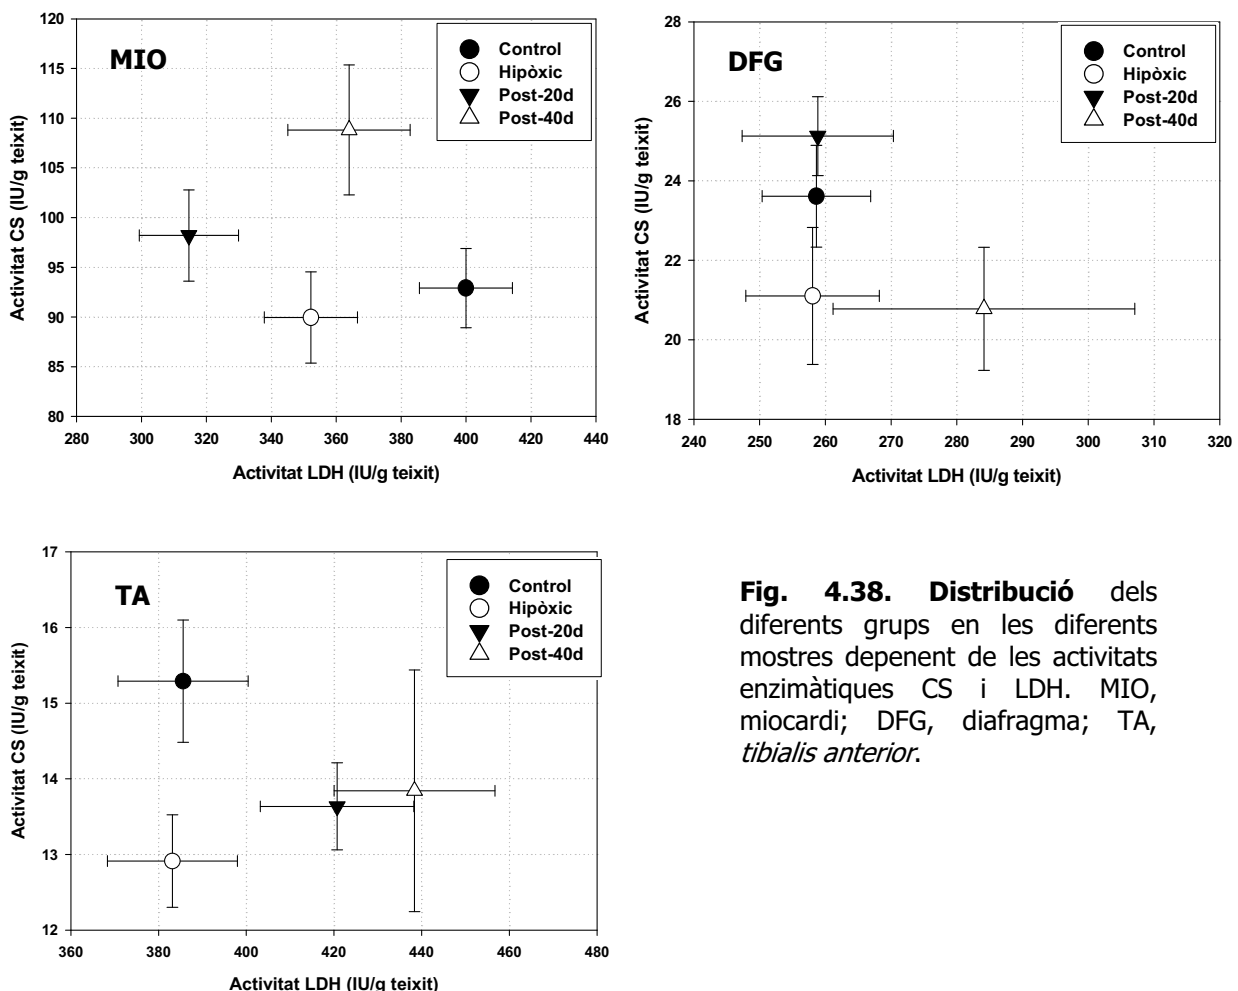 MIO
Control
Hipòxic
Post-20d
Post-40d
120
115
110
105
100
95
90
85
80
280
300
320
340
360
380
400
420
440
Activitat CS (IU/g teixit)
Activitat LDH (IU/g teixit)
DFG
Control
Hipòxic
Post-20d
Post-40d
28
26
24
22
20
18
240
250
260
270
280
290
300
310
320
Activitat CS (IU/g teixit)
Activitat LDH (IU/g teixit)
TA
Control
Hipòxic
Post-20d
Post-40d
17
16
15
14
13
12
360
380
400
420
440
460
480
Activitat CS (IU/g teixit)
Activitat LDH (IU/g teixit)
Fig. 4.38. Distribució dels
diferents grups en les diferents
mostres depenent de les activitats
enzimàtiques CS i LDH. MIO,
miocardi; DFG, diafragma; TA,
tibialis anterior.